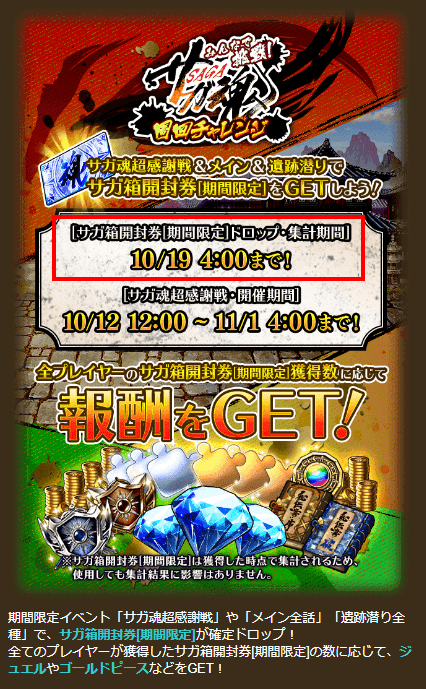 みんなで挑戦!
SAGA
サガ魂
周回チャレンジ
魂
サガ魂超感謝戦&メイン&遺跡潜りで
サガ箱開封券[期間限定]をGETしよう!
[サガ箱開封券[期間限定]ドロップ・集計期間]
10/19 4:00まで!
[サガ魂超感謝戦・開催期間]
10/12 12:00 ~ 11/1 4:00まで!
全プレイヤーのサガ箱開封券[期間限定]獲得数に応じて
報酬をGET!
※サガ箱開封券[期間限定]は獲得した時点で集計されるため、
使用しても集計結果に影響はありません。
期間限定イベント「サガ魂超感謝戦」や「メイン全話」「遺跡潜り全
種」で、サガ箱開封券[期間限定]が確定ドロップ！
全てのプレイヤーが獲得したサガ箱開封券[期間限定]の数に応じて、ジ
ュエルやゴールドピースなどをGET！